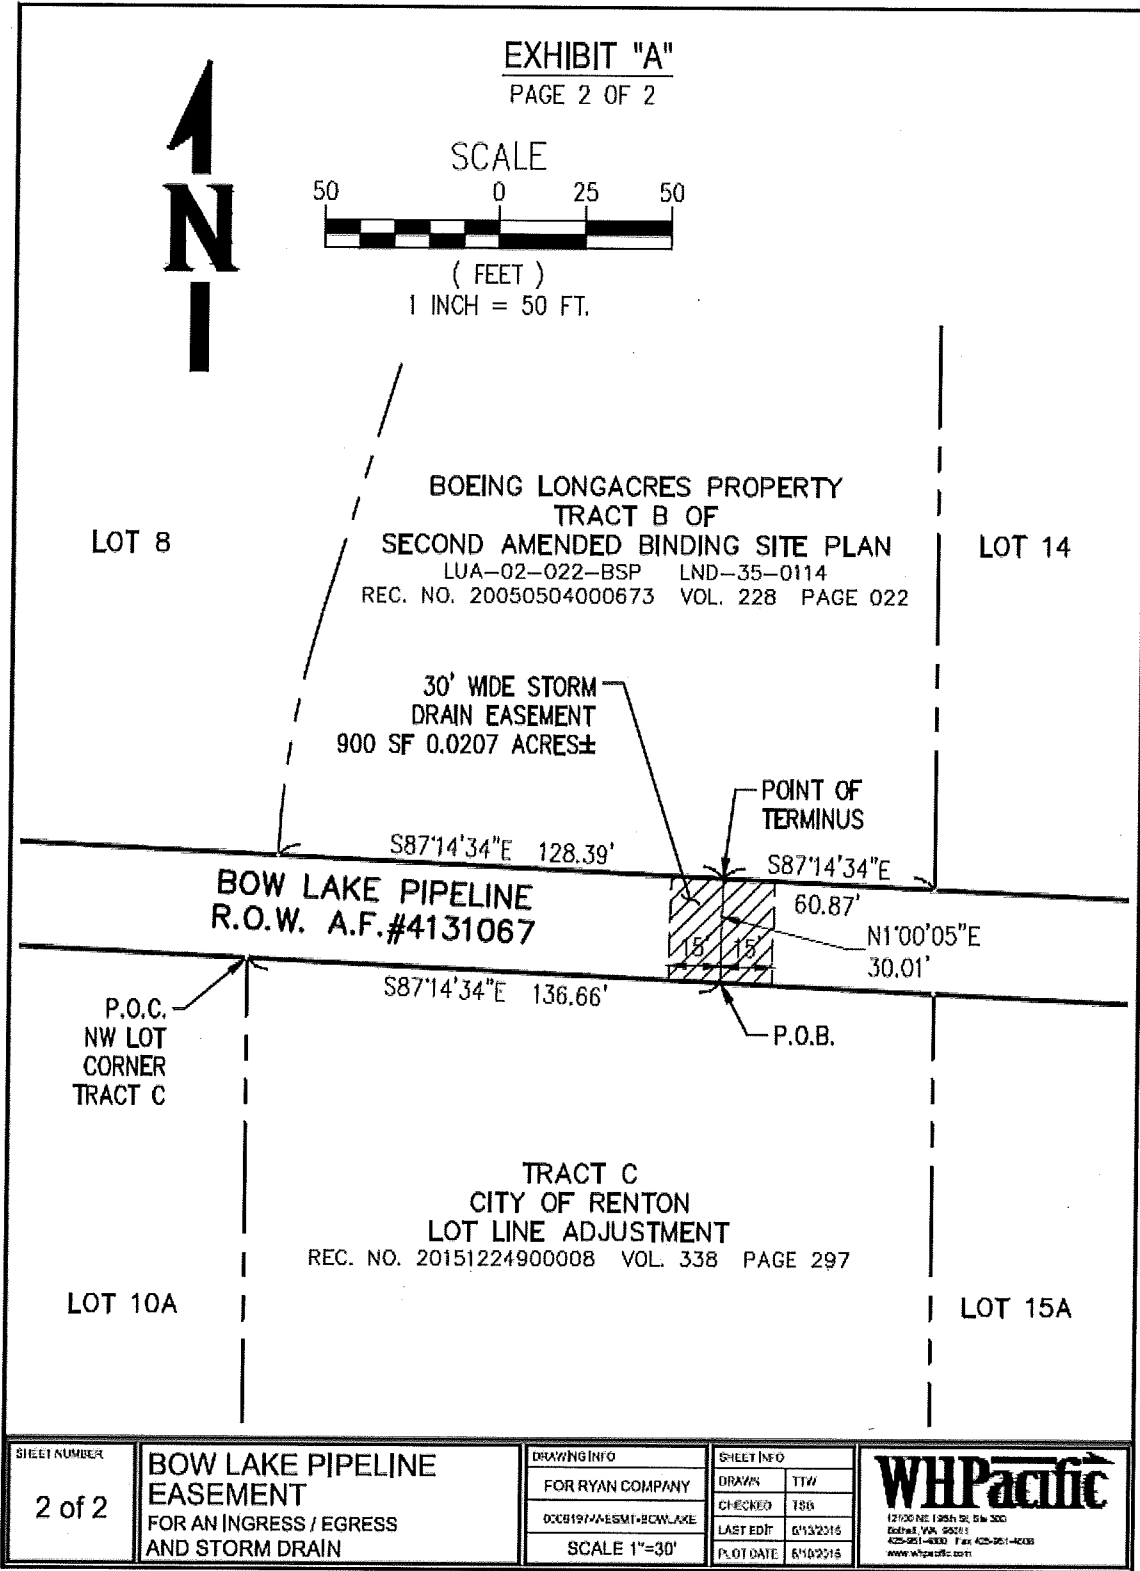 EXHIBIT "A"
PAGE 2 OF 2
SCALE
50 0 25 50
( FEET )
1 INCH = 50 FT.
N
BOEING LONGACRES PROPERTY
TRACT B OF
SECOND AMENDED BINDING SITE PLAN
LUA-02-022-BSP LND-35-0114
REC. NO. 20050504000673 VOL. 228 PAGE 022
LOT 8
LOT 14
30' WIDE STORM
DRAIN EASEMENT
900 SF 0.0207 ACRES±
POINT OF
TERMINUS
S87°14'34"E 128.39'
S87°14'34"E
60.87'
BOW LAKE PIPELINE
R.O.W. A.F.#4131067
N1°00'05"E
30.01'
15' 15'
S87°14'34"E 136.66'
P.O.C.
NW LOT
CORNER
TRACT C
P.O.B.
TRACT C
CITY OF RENTON
LOT LINE ADJUSTMENT
REC. NO. 20151224900008 VOL. 338 PAGE 297
LOT 10A
LOT 15A
SHEET NUMBER
2 of 2
BOW LAKE PIPELINE
EASEMENT
FOR AN INGRESS / EGRESS
AND STORM DRAIN
DRAWING INFO
FOR RYAN COMPANY
SCALE 1"=30'
SHEET INFO
DRAWN TTW
CHECKED
LAST EDIT
PLOT DATE
WHPacific
www.whpacific.com